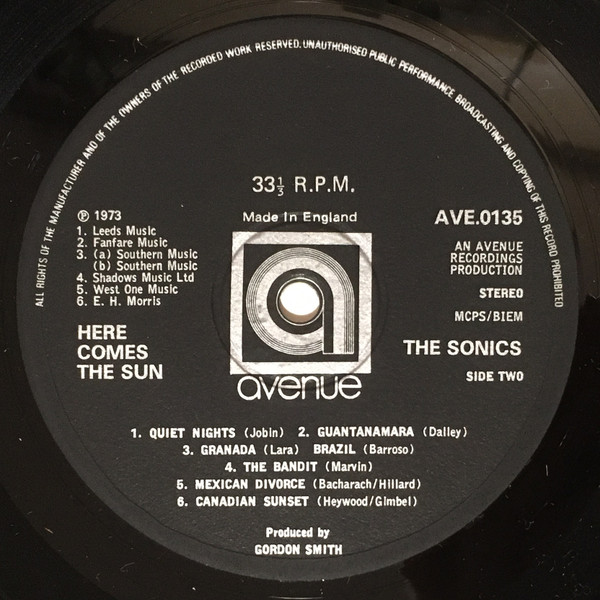 ALL RIGHTS OF THE MANUFACTURER AND OF THE OWNERS OF THE RECORDED WORK RESERVED. UNAUTHORISED PUBLIC PERFORMANCE BROADCASTING AND COPYING OF THIS RECORD PROHIBITED
33⅓ R.P.M.
Made in England
℗ 1973
1. Leeds Music
2. Fanfare Music
3. (a) Southern Music
(b) Southern Music
4. Shadows Music Ltd
5. West One Music
6. E. H. Morris
HERE
COMES
THE SUN
AVE.0135
AN AVENUE
RECORDINGS
PRODUCTION
STEREO
MCPS/BIEM
THE SONICS
SIDE TWO
avenue
1. QUIET NIGHTS (Jobin) 2. GUANTANAMARA (Dalley)
3. GRANADA (Lara) BRAZIL (Barroso)
4. THE BANDIT (Marvin)
5. MEXICAN DIVORCE (Bacharach/Hillard)
6. CANADIAN SUNSET (Heywood/Gimbel)
Produced by
GORDON SMITH